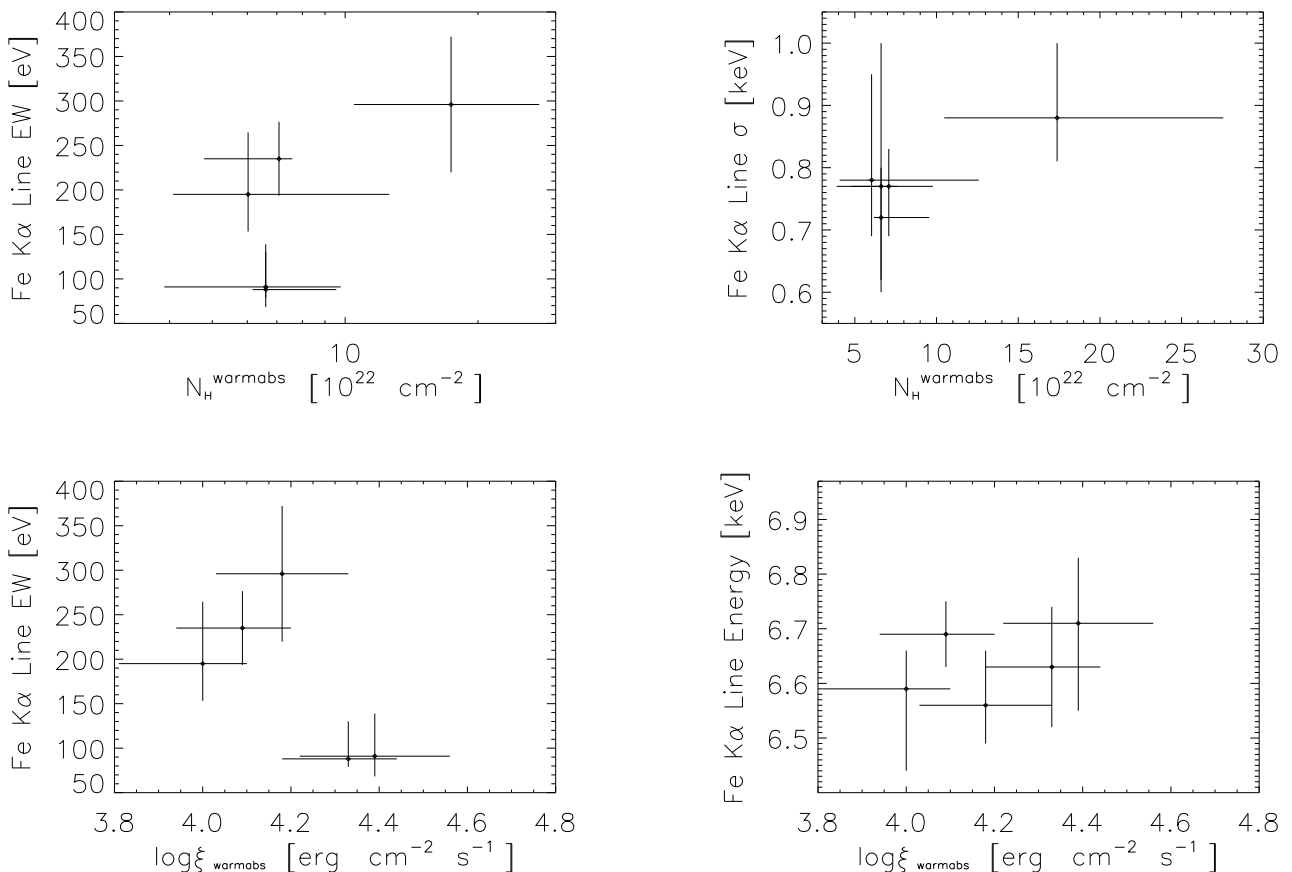 Fe Kα Line EW [eV]
400
350
300
250
200
150
100
50
10
N_H^warmabs [10^22 cm^-2]
Fe Kα Line σ [keV]
1.0
0.9
0.8
0.7
0.6
5 10 15 20 25 30
N_H^warmabs [10^22 cm^-2]
Fe Kα Line EW [eV]
400
350
300
250
200
150
100
50
3.8 4.0 4.2 4.4 4.6 4.8
logξ_warmabs [erg cm^-2 s^-1]
Fe Kα Line Energy [keV]
6.9
6.8
6.7
6.6
6.5
3.8 4.0 4.2 4.4 4.6 4.8
logξ_warmabs [erg cm^-2 s^-1]